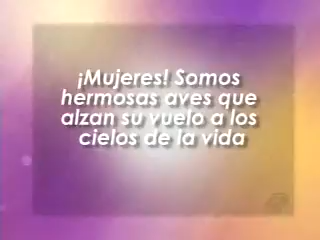 ¡Mujeres! Somos
hermosas aves que
alzan su vuelo a los
cielos de la vida